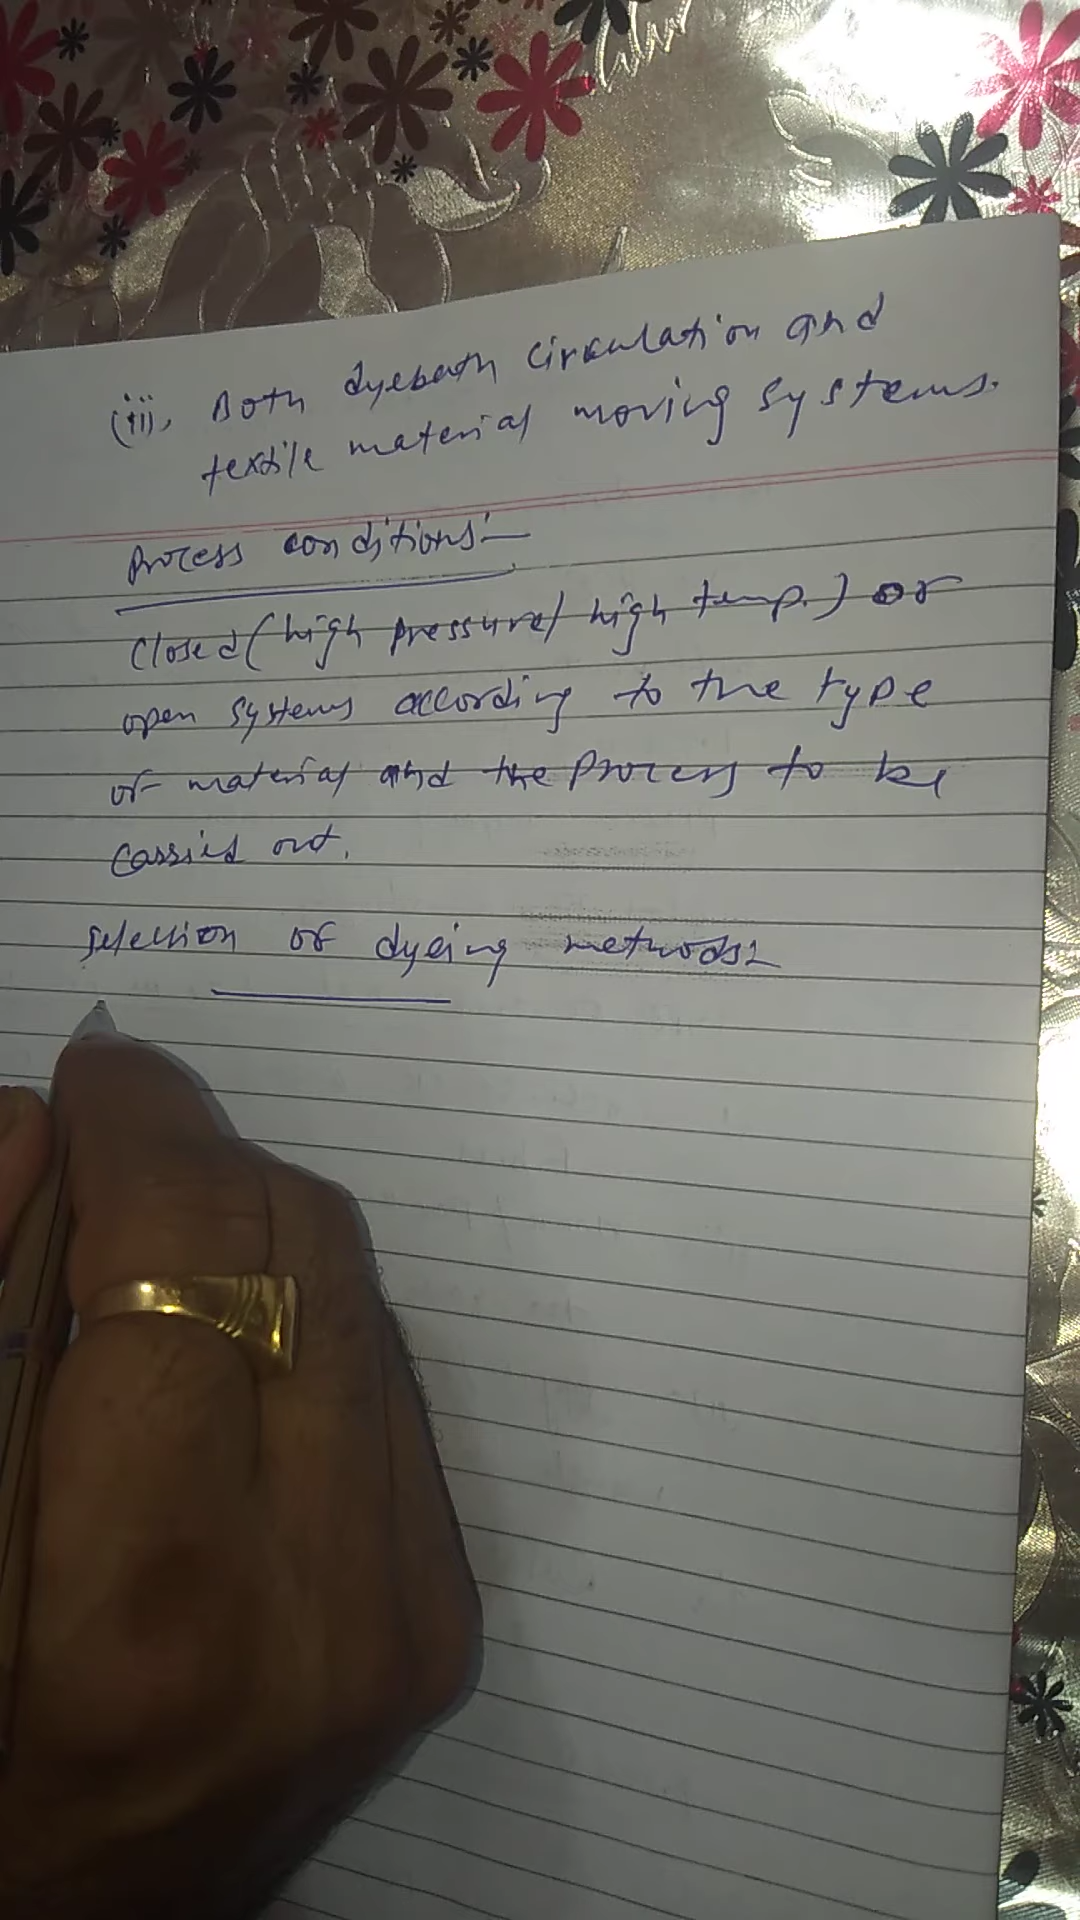 (iii), Both dyebath circulation and
textile material moving systems.
Process conditions:-
Closed (high pressure/ high temp.) or
open systems according to the type
of material and the process to be
carried out.
Selection of dyeing methods:-